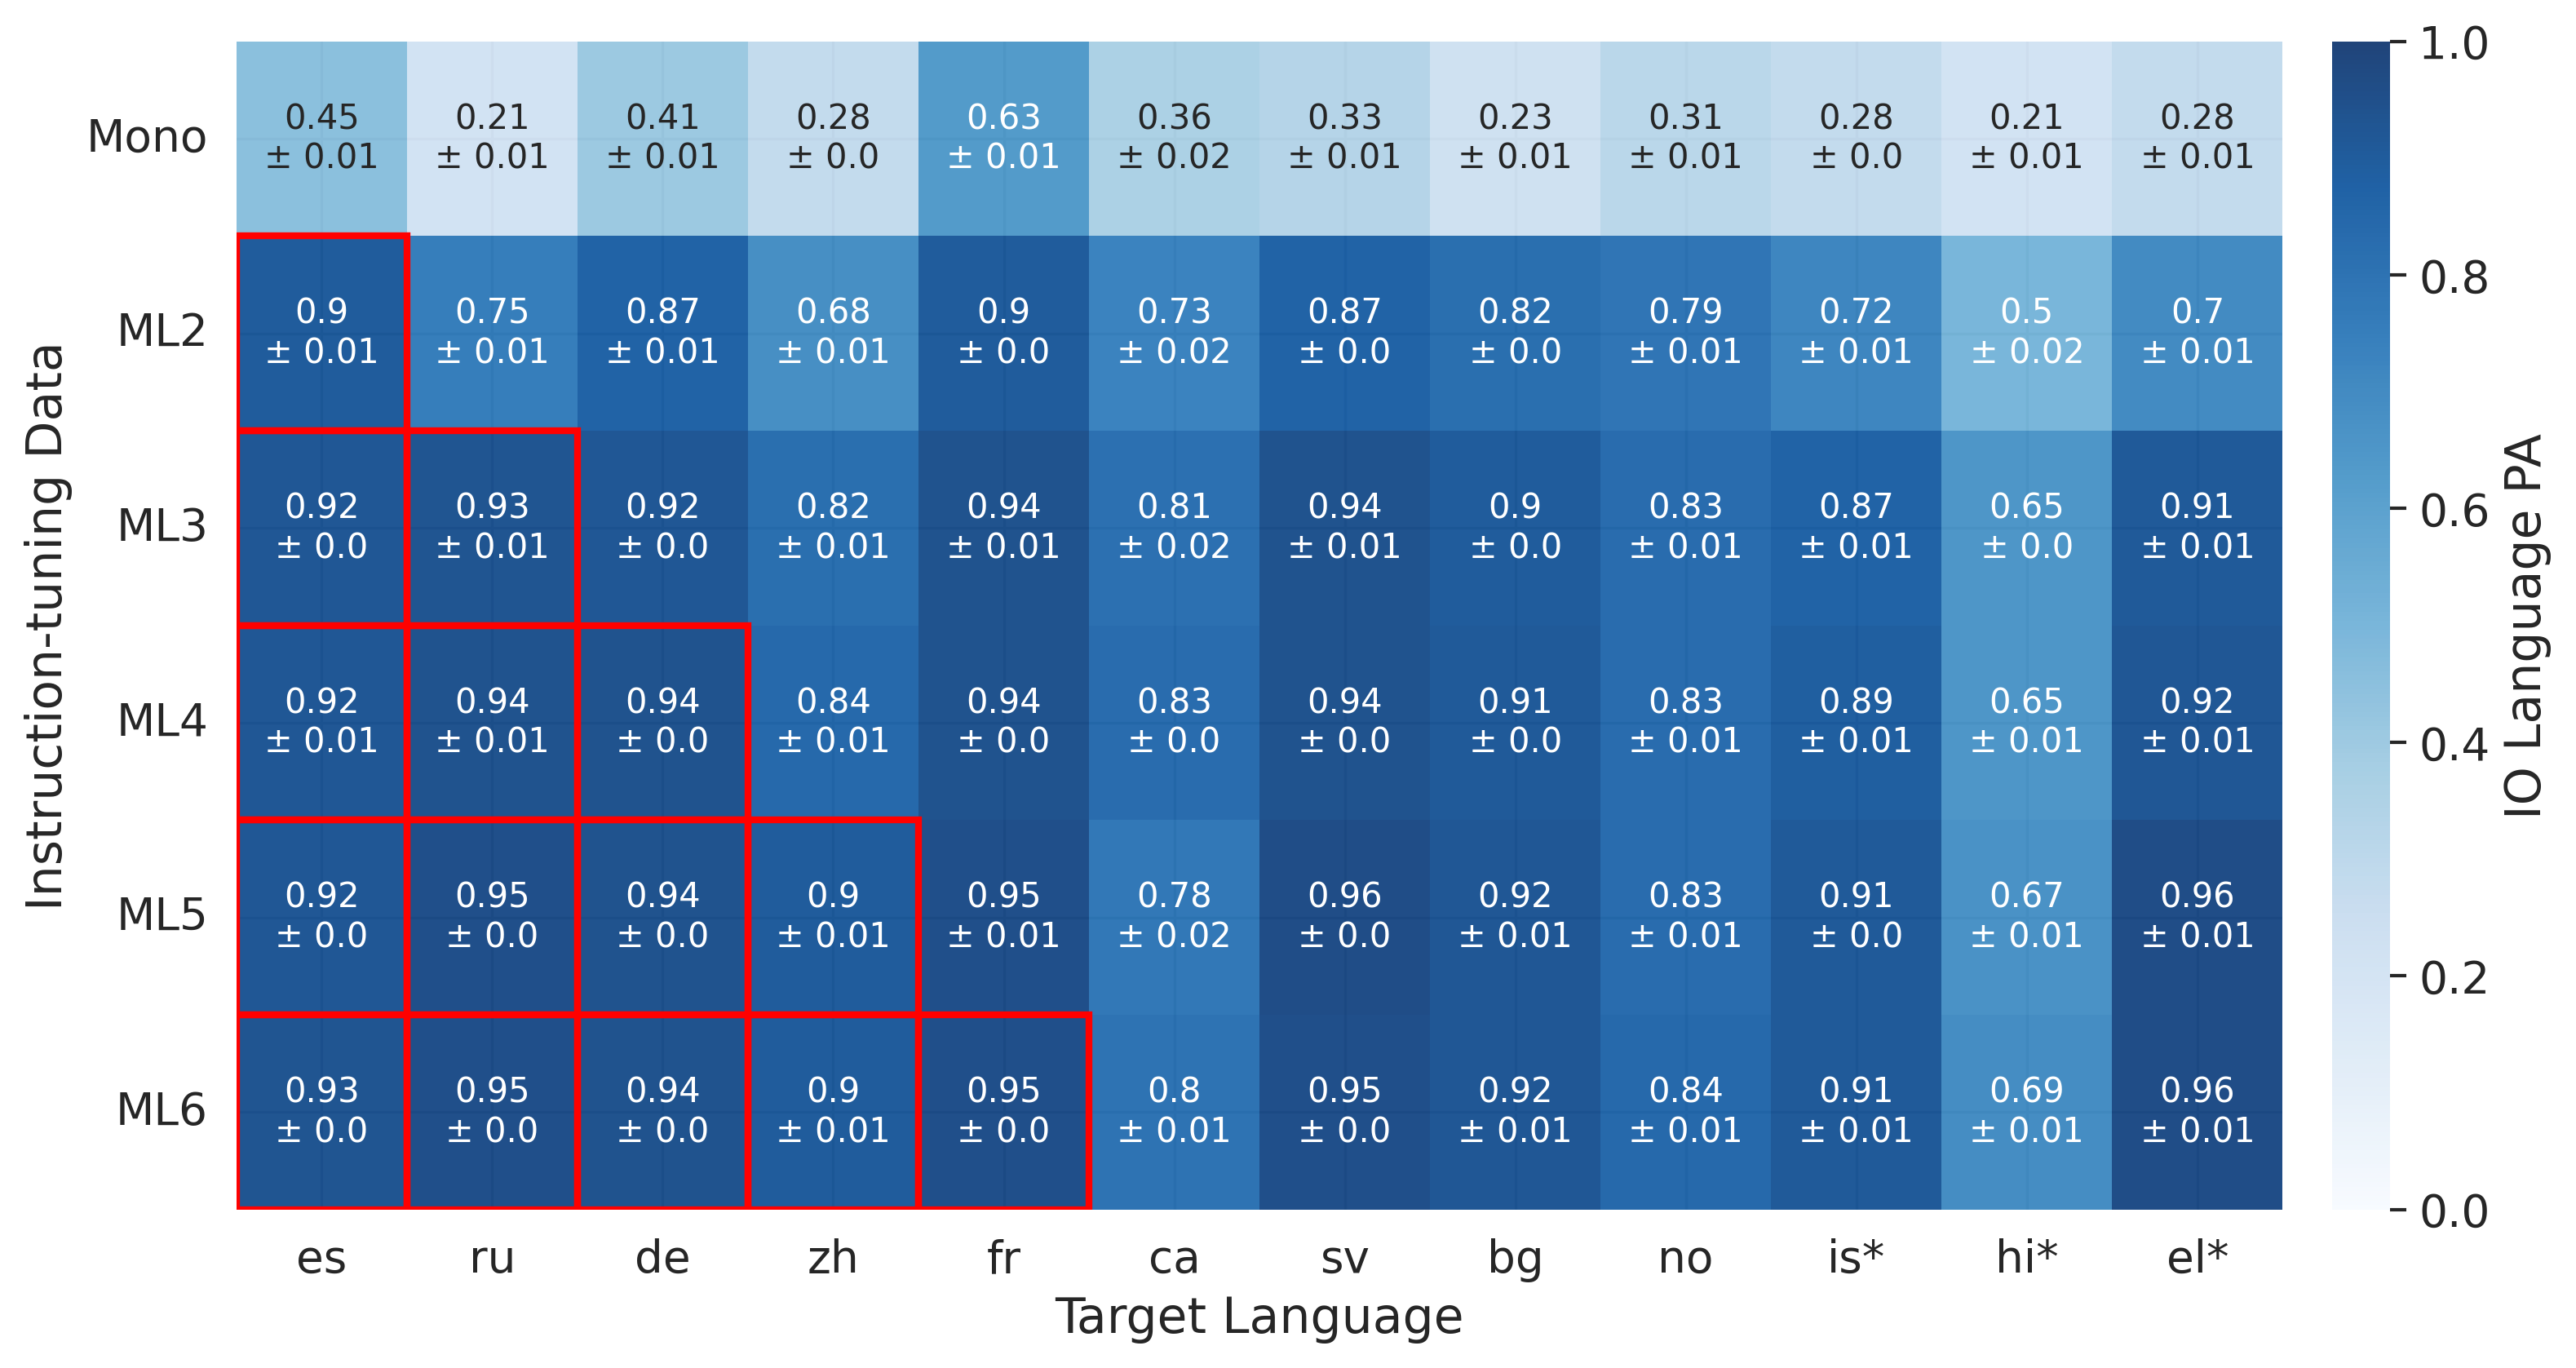 Mono
0.45 0.21 0.41 0.28 0.63 0.36 0.33 0.23 0.31 0.28 0.21 0.28
± 0.01 ± 0.01 ± 0.01 ± 0.0 ± 0.01 ± 0.02 ± 0.01 ± 0.01 ± 0.01 ± 0.0 ± 0.01 ± 0.01
ML2
0.9 0.75 0.87 0.68 0.9 0.73 0.87 0.82 0.79 0.72 0.5 0.7
± 0.01 ± 0.01 ± 0.01 ± 0.01 ± 0.0 ± 0.02 ± 0.0 ± 0.0 ± 0.01 ± 0.01 ± 0.02 ± 0.01
ML3
0.92 0.93 0.92 0.82 0.94 0.81 0.94 0.9 0.83 0.87 0.65 0.91
± 0.0 ± 0.01 ± 0.0 ± 0.01 ± 0.01 ± 0.02 ± 0.01 ± 0.0 ± 0.01 ± 0.01 ± 0.0 ± 0.01
ML4
0.92 0.94 0.94 0.84 0.94 0.83 0.94 0.91 0.83 0.89 0.65 0.92
± 0.01 ± 0.01 ± 0.0 ± 0.01 ± 0.0 ± 0.0 ± 0.0 ± 0.0 ± 0.01 ± 0.01 ± 0.01 ± 0.01
ML5
0.92 0.95 0.94 0.9 0.95 0.78 0.96 0.92 0.83 0.91 0.67 0.96
± 0.0 ± 0.0 ± 0.0 ± 0.01 ± 0.01 ± 0.02 ± 0.0 ± 0.01 ± 0.01 ± 0.0 ± 0.01 ± 0.01
ML6
0.93 0.95 0.94 0.9 0.95 0.8 0.95 0.92 0.84 0.91 0.69 0.96
± 0.0 ± 0.0 ± 0.0 ± 0.01 ± 0.0 ± 0.01 ± 0.0 ± 0.01 ± 0.01 ± 0.01 ± 0.01 ± 0.01
es ru de zh fr ca sv bg no is* hi* el*
Target Language
Instruction-tuning Data
1.0
0.8
0.6
0.4
0.2
0.0
IO Language PA